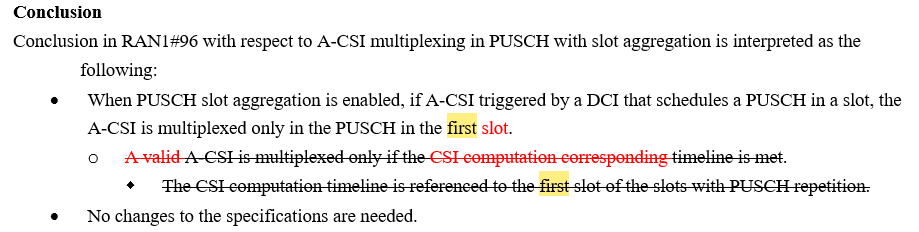 Conclusion
Conclusion in RAN1#96 with respect to A-CSI multiplexing in PUSCH with slot aggregation is interpreted as the
following:
• When PUSCH slot aggregation is enabled, if A-CSI triggered by a DCI that schedules a PUSCH in a slot, the
A-CSI is multiplexed only in the PUSCH in the first slot.
o A valid A-CSI is multiplexed only if the CSI computation corresponding timeline is met.
◆ The CSI computation timeline is referenced to the first slot of the slots with PUSCH repetition.
• No changes to the specifications are needed.